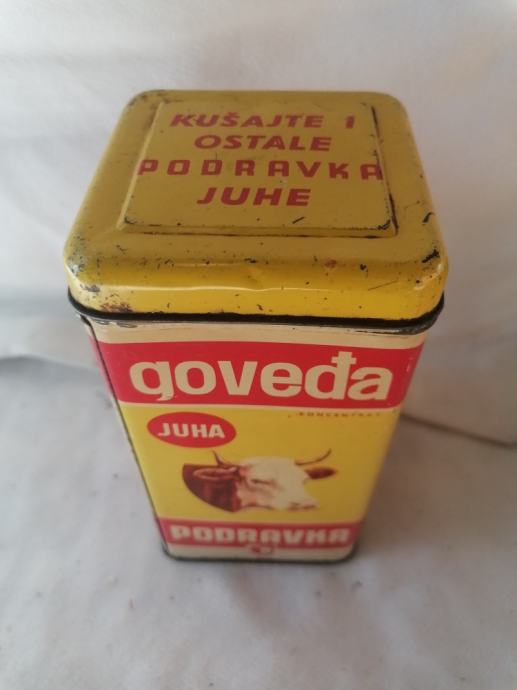 KUŠAJTE I
OSTALE
PODRAVKA
JUHE
goveđa
KONCENTRAT
JUHA
PODRAVKA